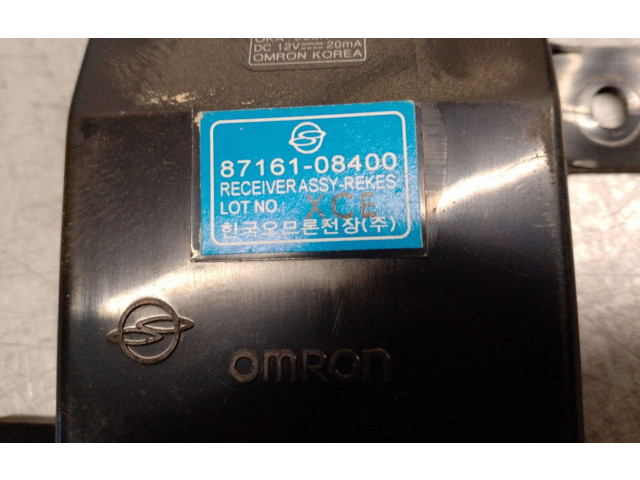 DC 12V 20mA
OMRON KOREA
87161-08400
RECEIVER ASSY-REKES
LOT NO. XCE
한국오므론전장(주)
OMRON